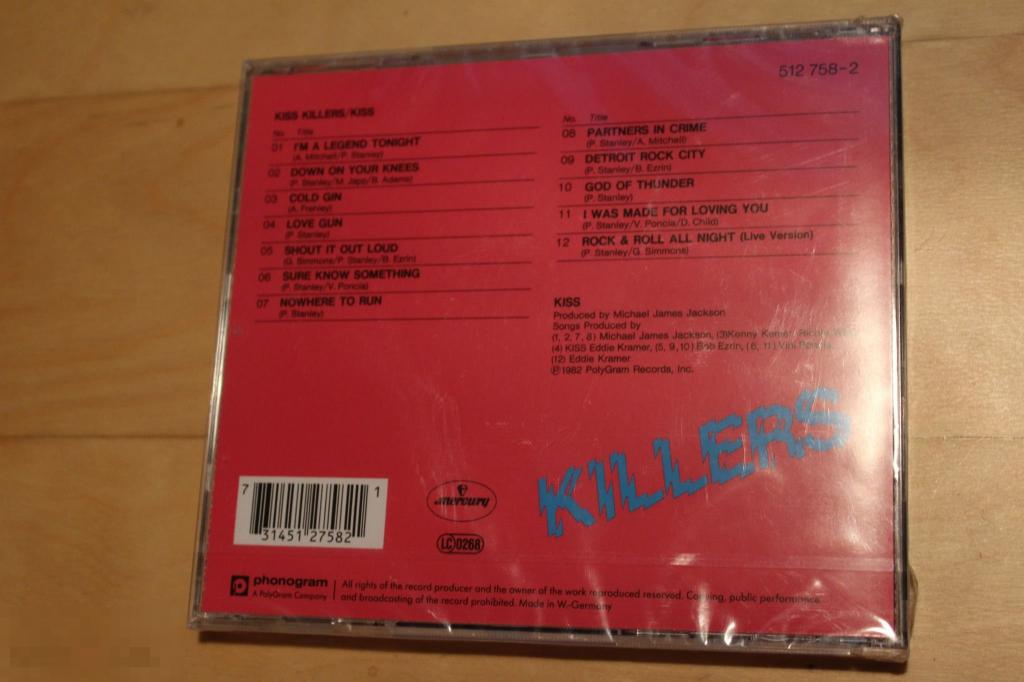 512 758-2
KISS KILLERS/KISS
No. Title
01 I'M A LEGEND TONIGHT
(A. Mitchell/P. Stanley)
02 DOWN ON YOUR KNEES
(P. Stanley/M. Japp/B. Adams)
03 COLD GIN
(A. Frehley)
04 LOVE GUN
(P. Stanley)
05 SHOUT IT OUT LOUD
(G. Simmons/P. Stanley/B. Ezrin)
06 SURE KNOW SOMETHING
(P. Stanley/V. Poncia)
07 NOWHERE TO RUN
(P. Stanley)
No. Title
08 PARTNERS IN CRIME
(P. Stanley/A. Mitchell)
09 DETROIT ROCK CITY
(P. Stanley/B. Ezrin)
10 GOD OF THUNDER
(P. Stanley)
11 I WAS MADE FOR LOVING YOU
(P. Stanley/V. Poncia/D. Child)
12 ROCK & ROLL ALL NIGHT (Live Version)
(P. Stanley/G. Simmons)
KISS
Produced by Michael James Jackson
Songs Produced by
(1, 2, 7, 8) Michael James Jackson, (3)Kenny
(4) KISS Eddie Kramer, (5, 9, 10) Bob Ezrin, (6, 11) Vini
(12) Eddie Kramer
℗1982 PolyGram Records, Inc.
KILLERS
7 31451 27582 1
mercury
LC 0268
phonogram
A PolyGram Company
All rights of the record producer and the owner of the work reproduced reserved. Copying, public performance
and broadcasting of the record prohibited. Made in W.-Germany